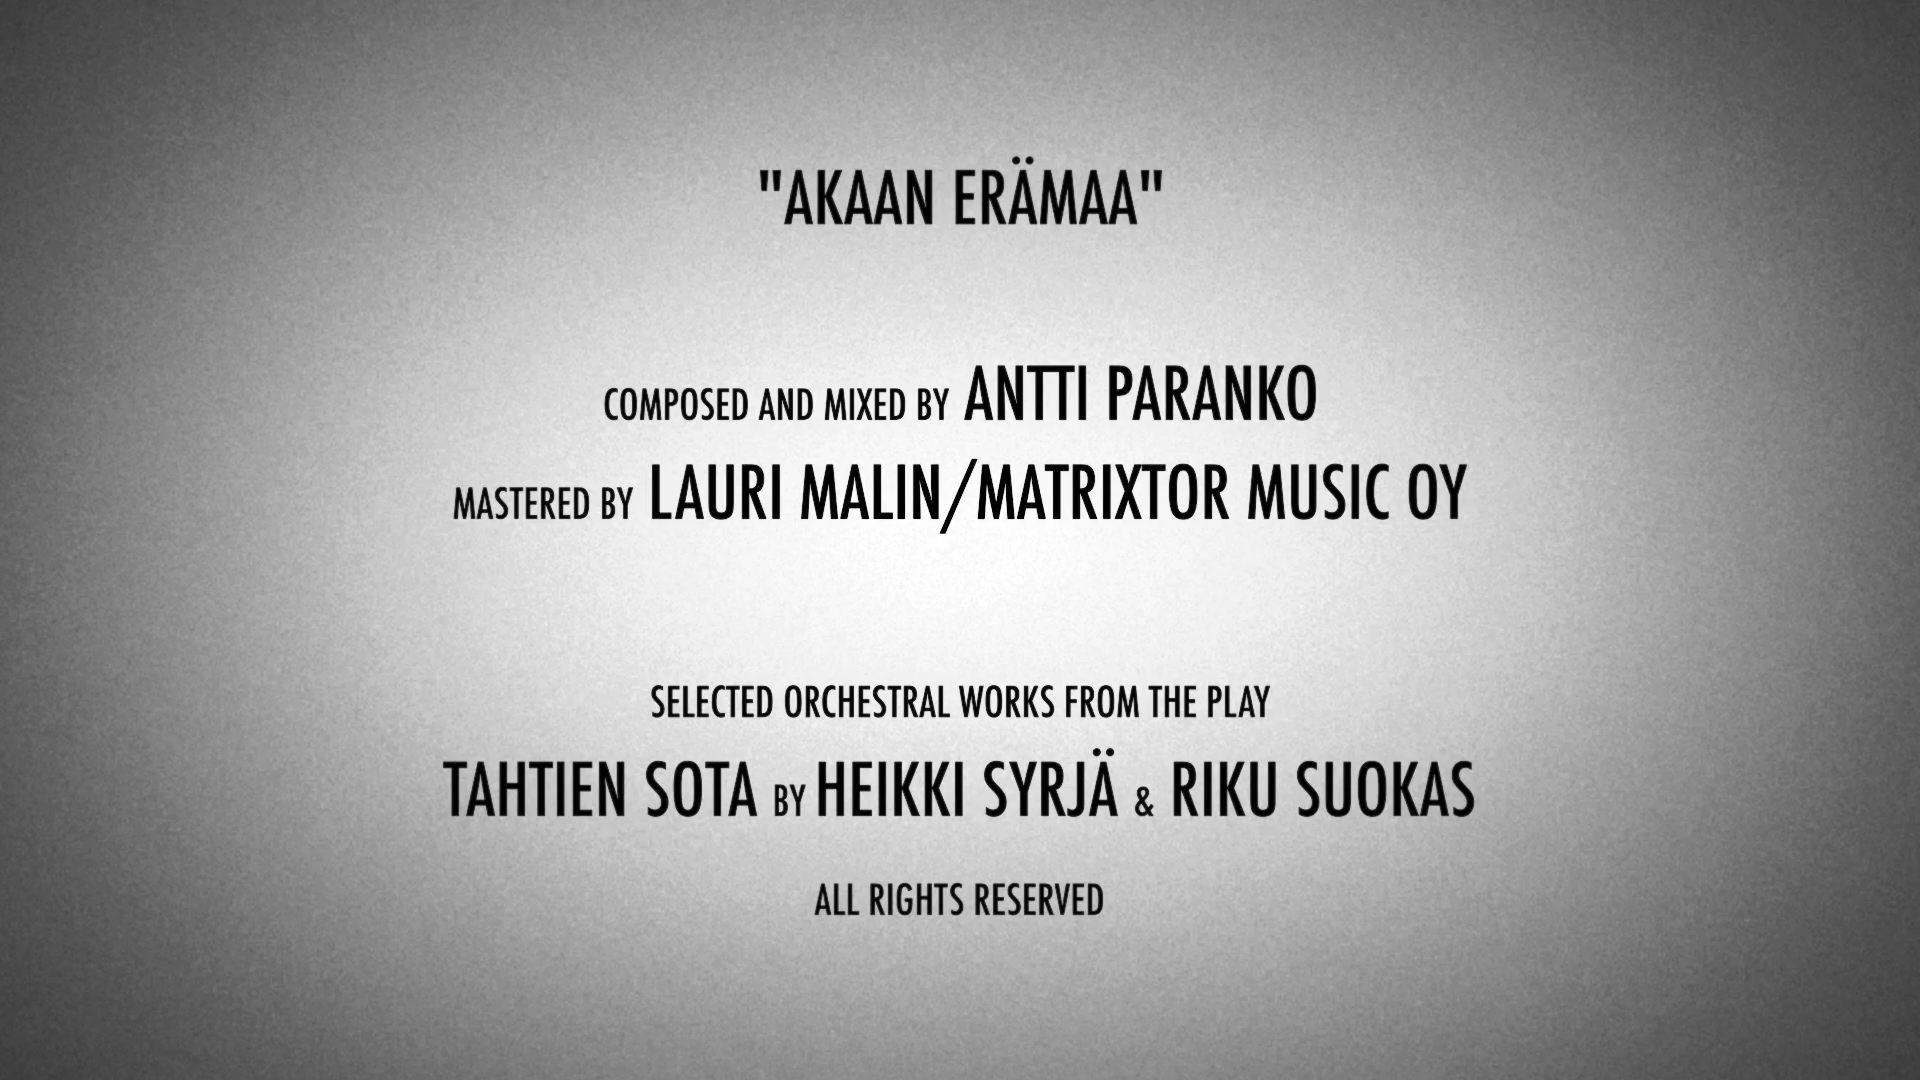 "AKAAN ERÄMAA"
COMPOSED AND MIXED BY ANTTI PARANKO
MASTERED BY LAURI MALIN/MATRIXTOR MUSIC OY
SELECTED ORCHESTRAL WORKS FROM THE PLAY
TAHTIEN SOTA BY HEIKKI SYRJÄ & RIKU SUOKAS
ALL RIGHTS RESERVED